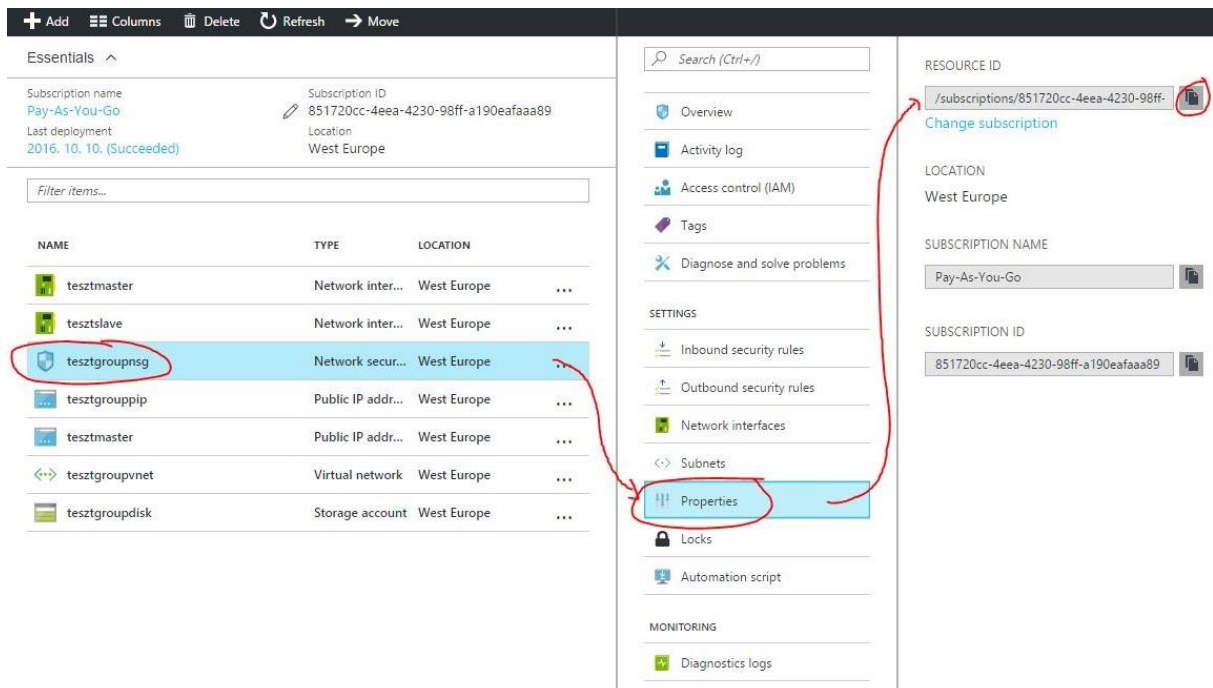 Add Columns Delete Refresh Move
Essentials
Subscription name
Pay-As-You-Go
Last deployment
2016. 10. 10. (Succeeded)
Subscription ID
851720cc-4eea-4230-98ff-a190eafaaa89
Location
West Europe
Filter items...
NAME TYPE LOCATION
tesztmaster Network inter... West Europe ...
tesztslave Network inter... West Europe ...
tesztgroupnsg Network secur... West Europe ...
tesztgrouppip Public IP addr... West Europe ...
tesztmaster Public IP addr... West Europe ...
tesztgroupvnet Virtual network West Europe ...
tesztgroupdisk Storage account West Europe ...
Search (Ctrl+/)
Overview
Activity log
Access control (IAM)
Tags
Diagnose and solve problems
SETTINGS
Inbound security rules
Outbound security rules
Network interfaces
Subnets
Properties
Locks
Automation script
MONITORING
Diagnostics logs
RESOURCE ID
/subscriptions/851720cc-4eea-4230-98ff-
Change subscription
LOCATION
West Europe
SUBSCRIPTION NAME
Pay-As-You-Go
SUBSCRIPTION ID
851720cc-4eea-4230-98ff-a190eafaaa89